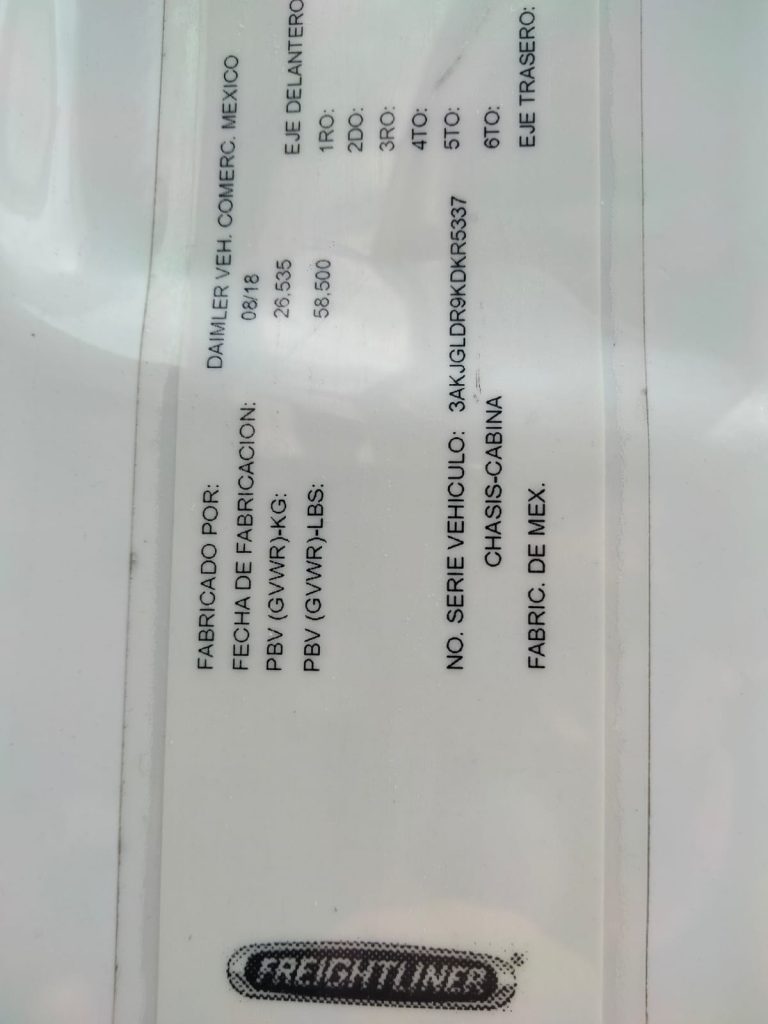 FREIGHTLINER
FABRICADO POR: DAIMLER VEH. COMERC. MEXICO
FECHA DE FABRICACION: 08/18
PBV (GVWR)-KG: 26,535
PBV (GVWR)-LBS: 58,500
NO. SERIE VEHICULO: 3AKJGLDR9KDKR5337
CHASIS-CABINA
FABRIC. DE MEX.
EJE DELANTERO
1RO:
2DO:
3RO:
4TO:
5TO:
6TO:
EJE TRASERO: